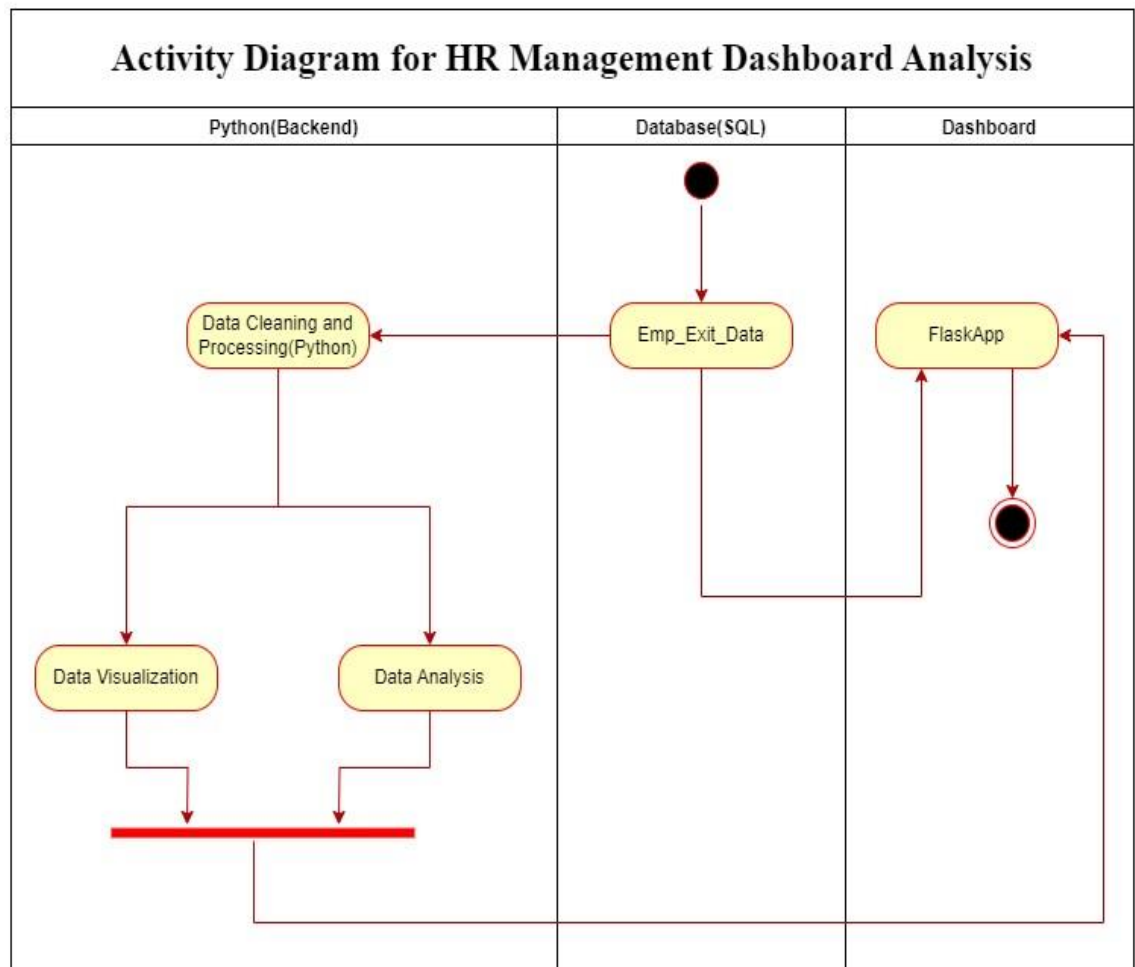 Activity Diagram for HR Management Dashboard Analysis
Python(Backend)
Database(SQL)
Dashboard
Data Cleaning and
Processing(Python)
Emp_Exit_Data
FlaskApp
Data Visualization
Data Analysis